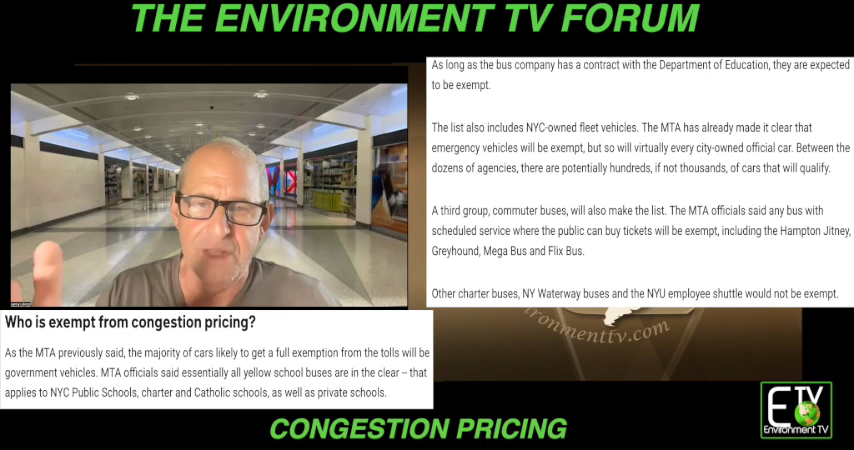 THE ENVIRONMENT TV FORUM
As long as the bus company has a contract with the Department of Education, they are expected
to be exempt.
The list also includes NYC-owned fleet vehicles. The MTA has already made it clear that
emergency vehicles will be exempt, but so will virtually every city-owned official car. Between the
dozens of agencies, there are potentially hundreds, if not thousands, of cars that will qualify.
A third group, commuter buses, will also make the list. The MTA officials said any bus with
scheduled service where the public can buy tickets will be exempt, including the Hampton Jitney,
Greyhound, Mega Bus and Flix Bus.
Other charter buses, NY Waterway buses and the NYU employee shuttle would not be exempt.
Who is exempt from congestion pricing?
As the MTA previously said, the majority of cars likely to get a full exemption from the tolls will be
government vehicles. MTA officials said essentially all yellow school buses are in the clear – that
applies to NYC Public Schools, charter and Catholic schools, as well as private schools.
ironmenttv.com
CONGESTION PRICING
ETV
Environment TV